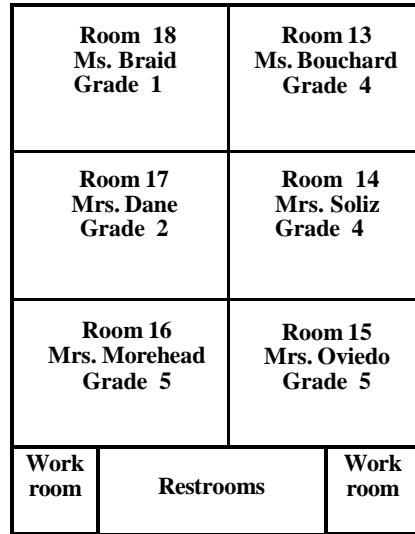 Room 18
Ms. Braid
Grade 1
Room 13
Ms. Bouchard
Grade 4
Room 17
Mrs. Dane
Grade 2
Room 14
Mrs. Soliz
Grade 4
Room 16
Mrs. Morehead
Grade 5
Room 15
Mrs. Oviedo
Grade 5
Work
room
Restrooms
Work
room